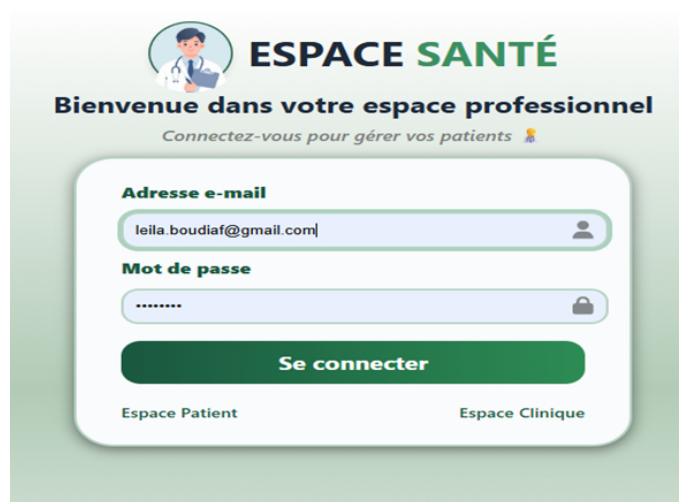 ESPACE SANTÉ
Bienvenue dans votre espace professionnel
Connectez-vous pour gérer vos patients
Adresse e-mail
leila.boudiaf@gmail.com
Mot de passe
••••••••
Se connecter
Espace Patient
Espace Clinique